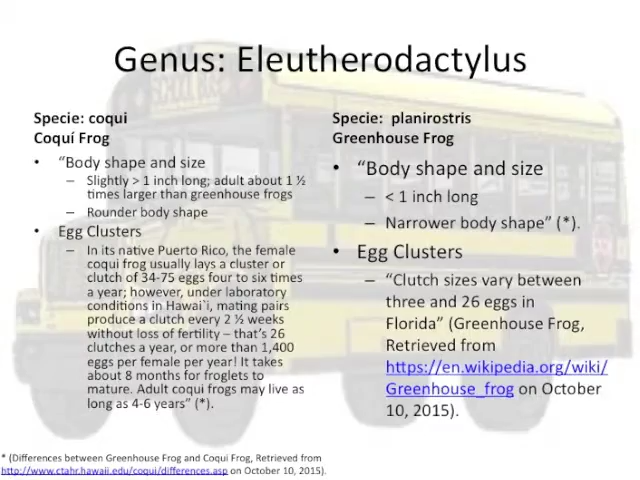 Genus: Eleutherodactylus
Specie: coqui
Coquí Frog
• “Body shape and size
– Slightly > 1 inch long; adult about 1 ½
times larger than greenhouse frogs
– Rounder body shape
• Egg Clusters
– In its native Puerto Rico, the female
coqui frog usually lays a cluster or
clutch of 34-75 eggs four to six times
a year; however, under laboratory
conditions in Hawai`i, mating pairs
produce a clutch every 2 ½ weeks
without loss of fertility – that’s 26
clutches a year, or more than 1,400
eggs per female per year! It takes
about 8 months for froglets to
mature. Adult coqui frogs may live as
long as 4-6 years” (*).
Specie: planirostris
Greenhouse Frog
• “Body shape and size
– < 1 inch long
– Narrower body shape” (*).
• Egg Clusters
– “Clutch sizes vary between
three and 26 eggs in
Florida” (Greenhouse Frog,
Retrieved from
https://en.wikipedia.org/wiki/
Greenhouse_frog on October
10, 2015).
* (Differences between Greenhouse Frog and Coqui Frog, Retrieved from
http://www.ctahr.hawaii.edu/coqui/differences.asp on October 10, 2015).